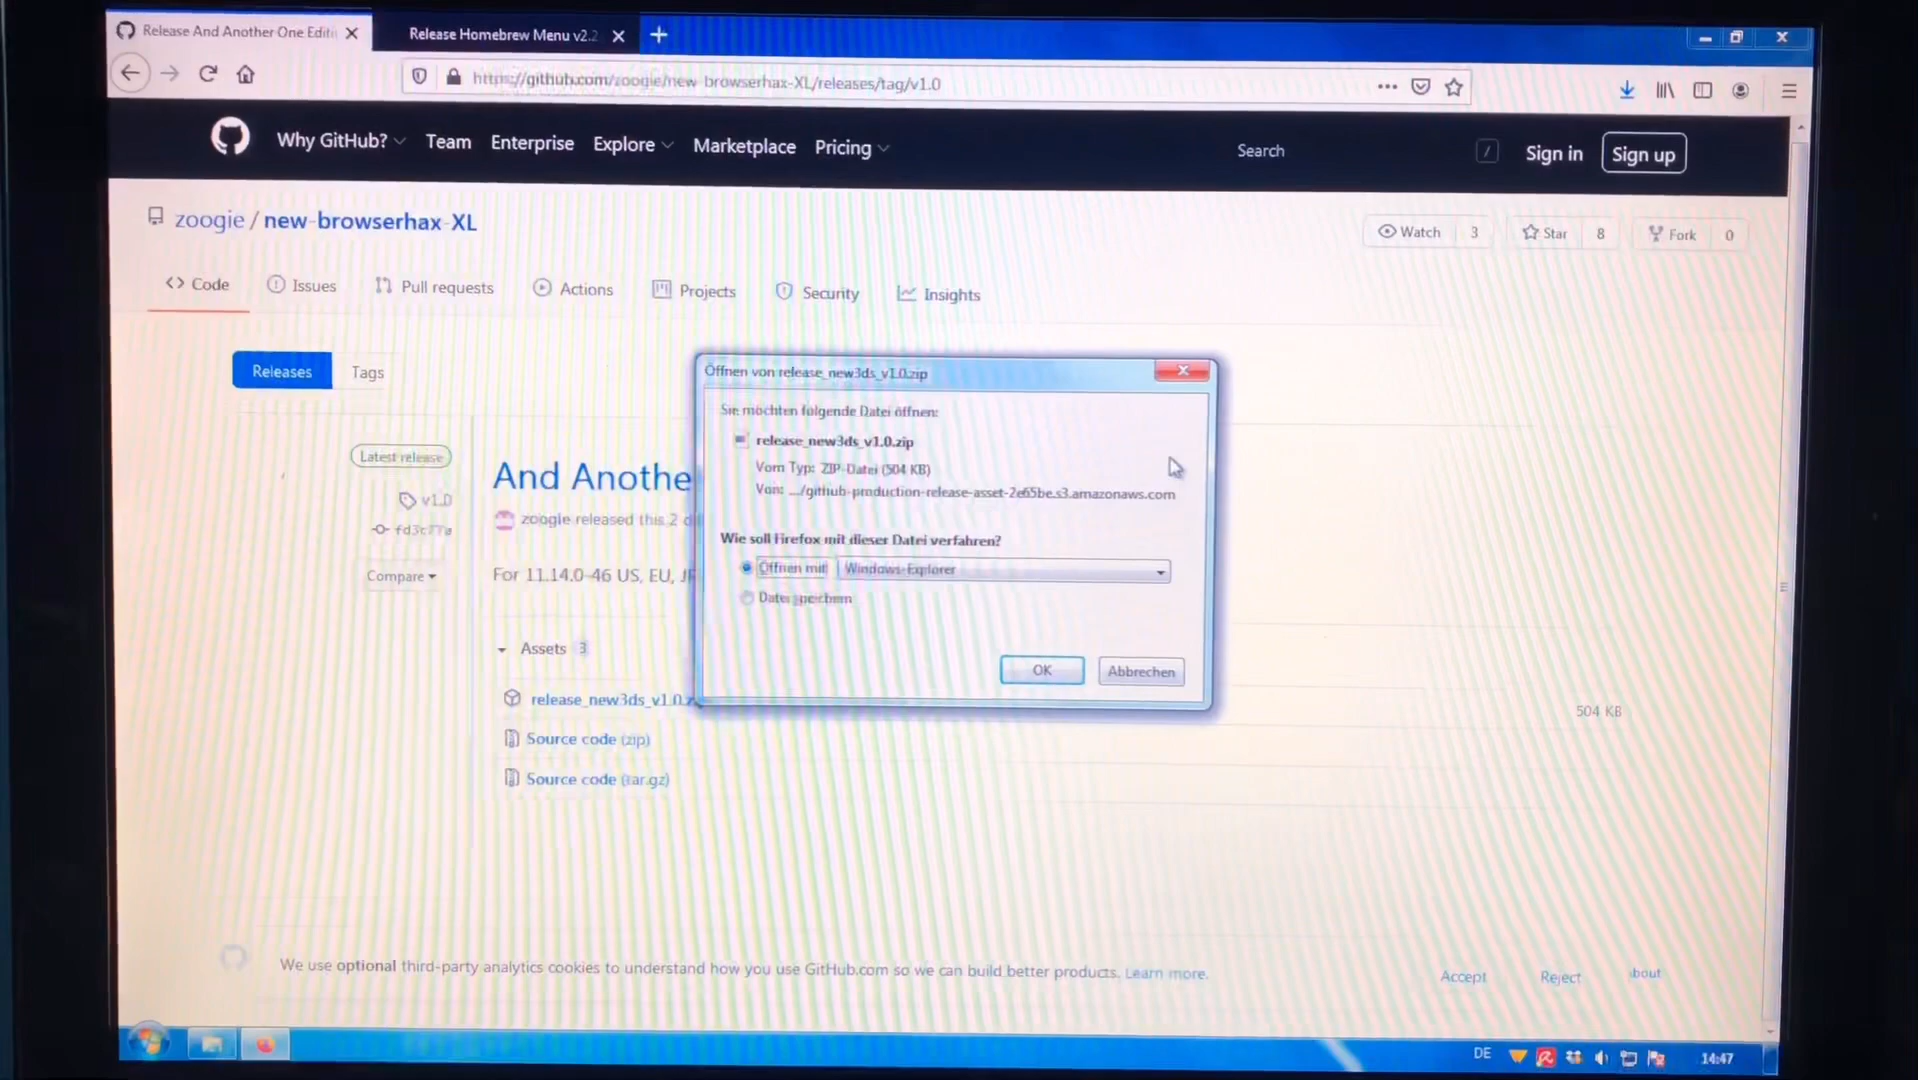 Release And Another One Editi
Release Homebrew Menu v2.2
https://github.com/zoogie/new-browserhax-XL/releases/tag/v1.0
Why GitHub?
Team
Enterprise
Explore
Marketplace
Pricing
Search
/
Sign in
Sign up
zoogie / new-browserhax-XL
Watch 3
Star 8
Fork 0
Code
Issues
Pull requests
Actions
Projects
Security
Insights
Releases
Tags
Latest release
v1.0
Compare
And Anothe
zoogie released this 2 d
For 11.14.0-46 US, EU, JP
Assets 3
release_new3ds_v1.0.z
504 KB
Source code (zip)
Source code (tar.gz)
Öffnen von release_new3ds_v1.0.zip
Sie möchten folgende Datei öffnen:
release_new3ds_v1.0.zip
Vom Typ: ZIP-Datei (504 KB)
Von: .../github-production-release-asset-2e65be.s3.amazonaws.com
Wie soll Firefox mit dieser Datei verfahren?
Öffnen mit
Windows-Explorer
Datei speichern
OK
Abbrechen
We use optional third-party analytics cookies to understand how you use GitHub.com so we can build better products. Learn more.
Accept
Reject
bout
DE
14:47